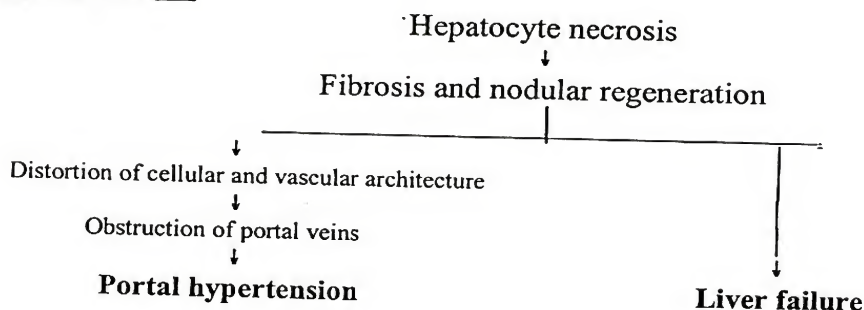 Hepatocyte necrosis
↓
Fibrosis and nodular regeneration
↓
Distortion of cellular and vascular architecture
↓
Obstruction of portal veins
↓
Portal hypertension
↓
Liver failure